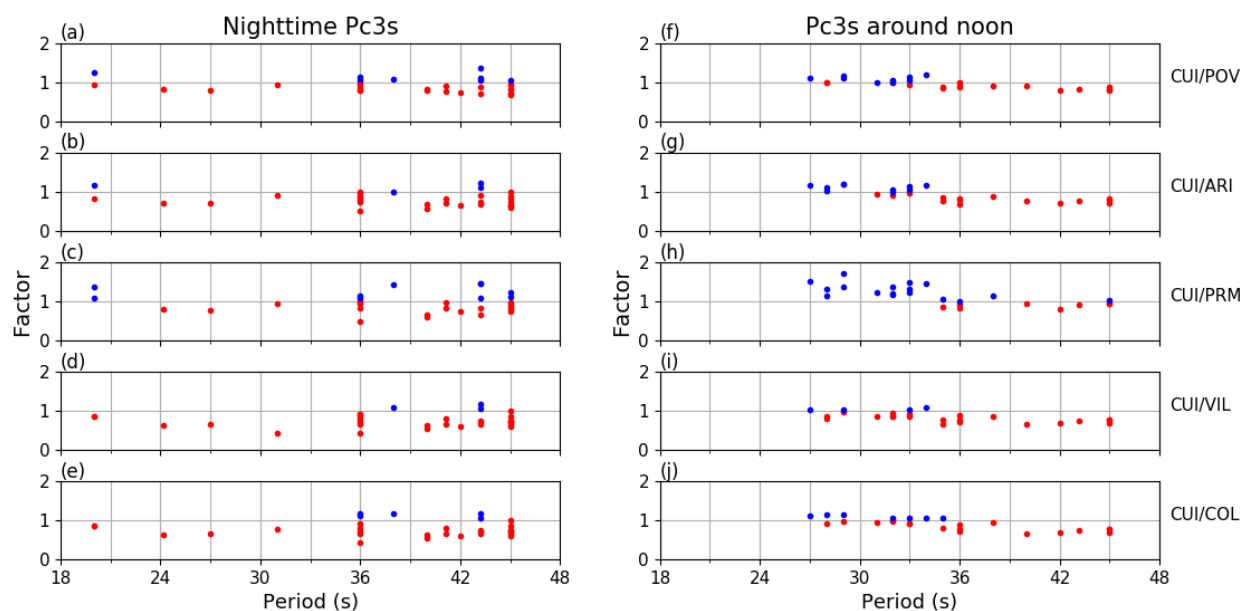 Nighttime Pc3s
Pc3s around noon
(a)
(f)
2
1
0
2
1
0
CUI/POV
(b)
(g)
2
1
0
2
1
0
CUI/ARI
(c)
(h)
2
1
0
2
1
0
CUI/PRM
Factor
Factor
(d)
(i)
2
1
0
2
1
0
CUI/VIL
(e)
(j)
2
1
0
2
1
0
CUI/COL
18 24 30 36 42 48
18 24 30 36 42 48
Period (s)
Period (s)